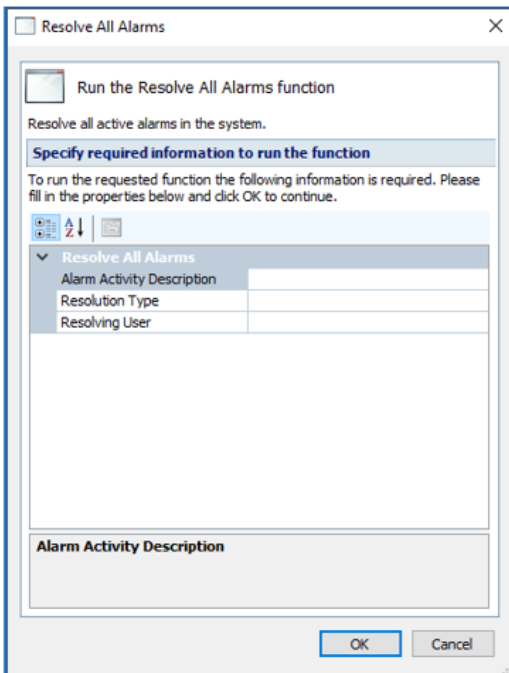 Resolve All Alarms
Run the Resolve All Alarms function
Resolve all active alarms in the system.
Specify required information to run the function
To run the requested function the following information is required. Please
fill in the properties below and click OK to continue.
Resolve All Alarms
Alarm Activity Description
Resolution Type
Resolving User
Alarm Activity Description
OK
Cancel